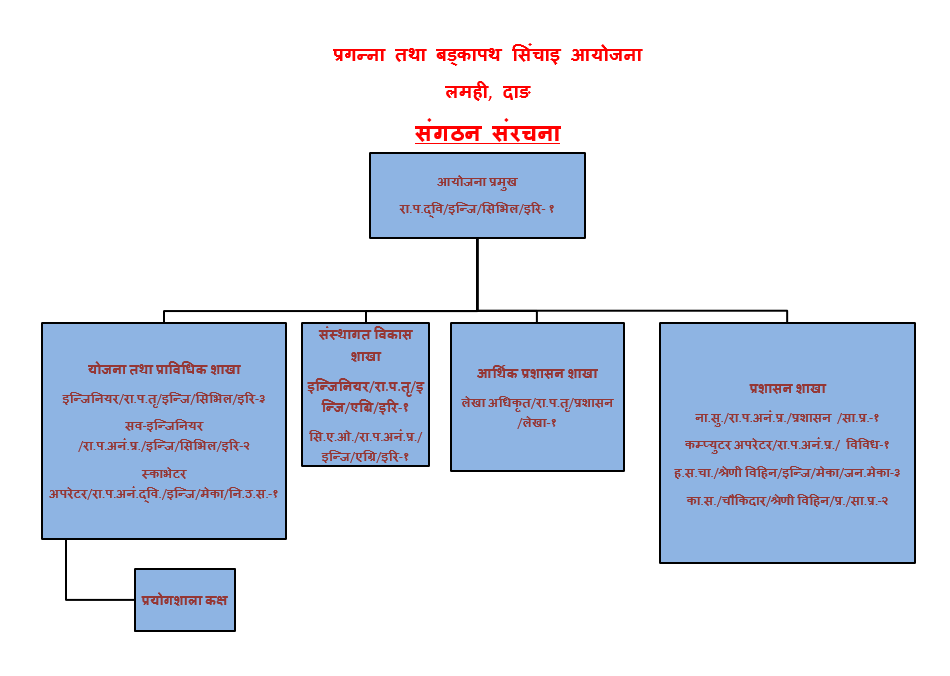 प्रगन्ना तथा बड्कापथ सिंचाइ आयोजना
लमही, दाङ
संगठन संरचना
आयोजना प्रमुख
रा.प.द्वि/इन्जि/सिभिल/इरि- १
योजना तथा प्राविधिक शाखा
इन्जिनियर/रा.प.तृ/इन्जि/सिभिल/इरि-३
सव-इन्जिनियर
/रा.प.अनं.प्र./इन्जि/सिभिल/इरि-२
स्काभेटर
अपरेटर/रा.प.अनं.द्वि./इन्जि/मेका/नि.उ.स.-१
संस्थागत विकास
शाखा
इन्जिनियर/रा.प.तृ/इ
न्जि/एग्रि/इरि-१
सि.ए.ओ./रा.प.अनं.प्र./
इन्जि/एग्रि/इरि-१
आर्थिक प्रशासन शाखा
लेखा अधिकृत/रा.प.तृ/प्रशासन
/लेखा-१
प्रशासन शाखा
ना.सु./रा.प.अनं.प्र./प्रशासन /सा.प्र.-१
कम्प्युटर अपरेटर/रा.प.अनं.प्र./ विविध-१
ह.स.चा./श्रेणी विहिन/इन्जि/मेका/जन.मेका-३
का.स./चौकिदार/श्रेणी विहिन/प्र./सा.प्र.-२
प्रयोगशाला कक्ष